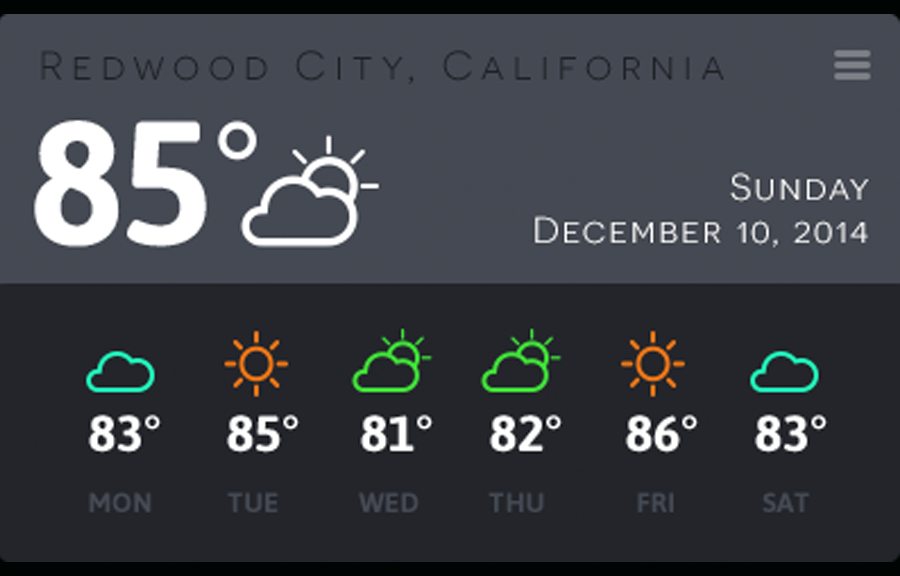 Redwood City, California
85°
Sunday
December 10, 2014
83° 85° 81° 82° 86° 83°
MON TUE WED THU FRI SAT